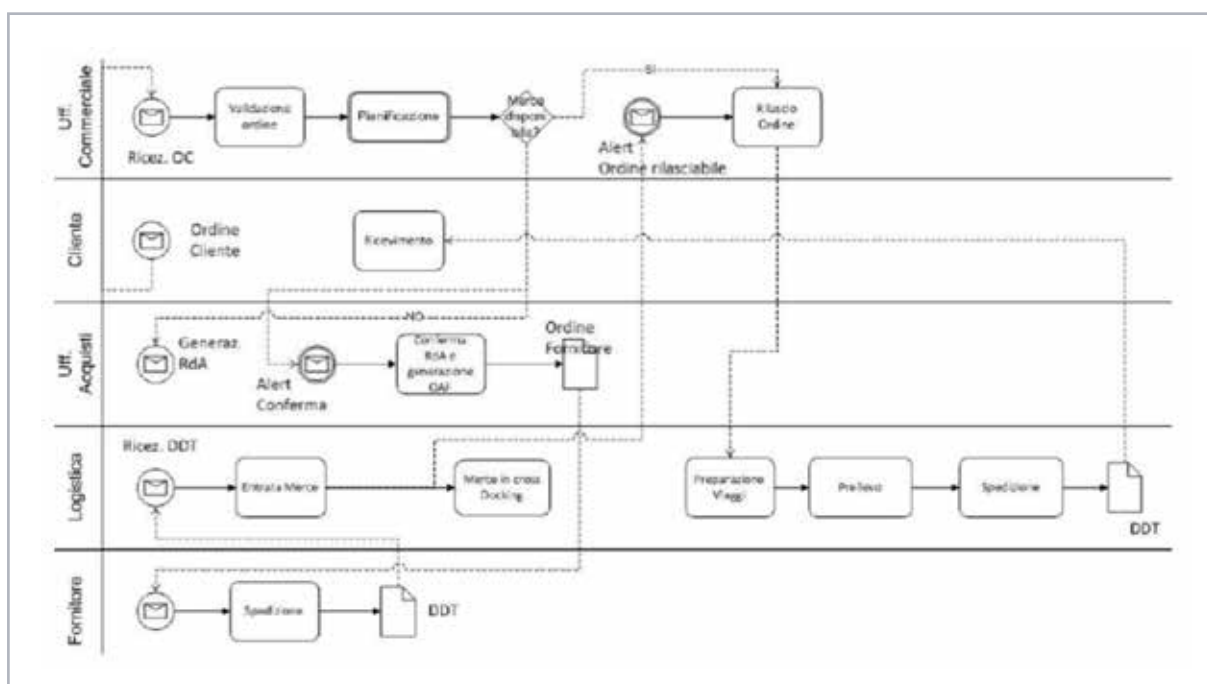 Uff.
Commerciale
Ricez. OC
Validazione
ordine
Pianificazione
Merce
disponi
bile?
SI
Alert
Ordine rilasciabile
Rilascio
Ordine
Cliente
Ordine
Cliente
Ricevimento
Uff.
Acquisti
Generaz.
RdA
NO
Alert
Conferma
Conferma
RdA e
generazione
OAF
Ordine
Fornitore
Logistica
Ricez. DDT
Entrata Merce
Merce in cross
Docking
Preparazione
Viaggi
Prelievo
Spedizione
DDT
Fornitore
Spedizione
DDT